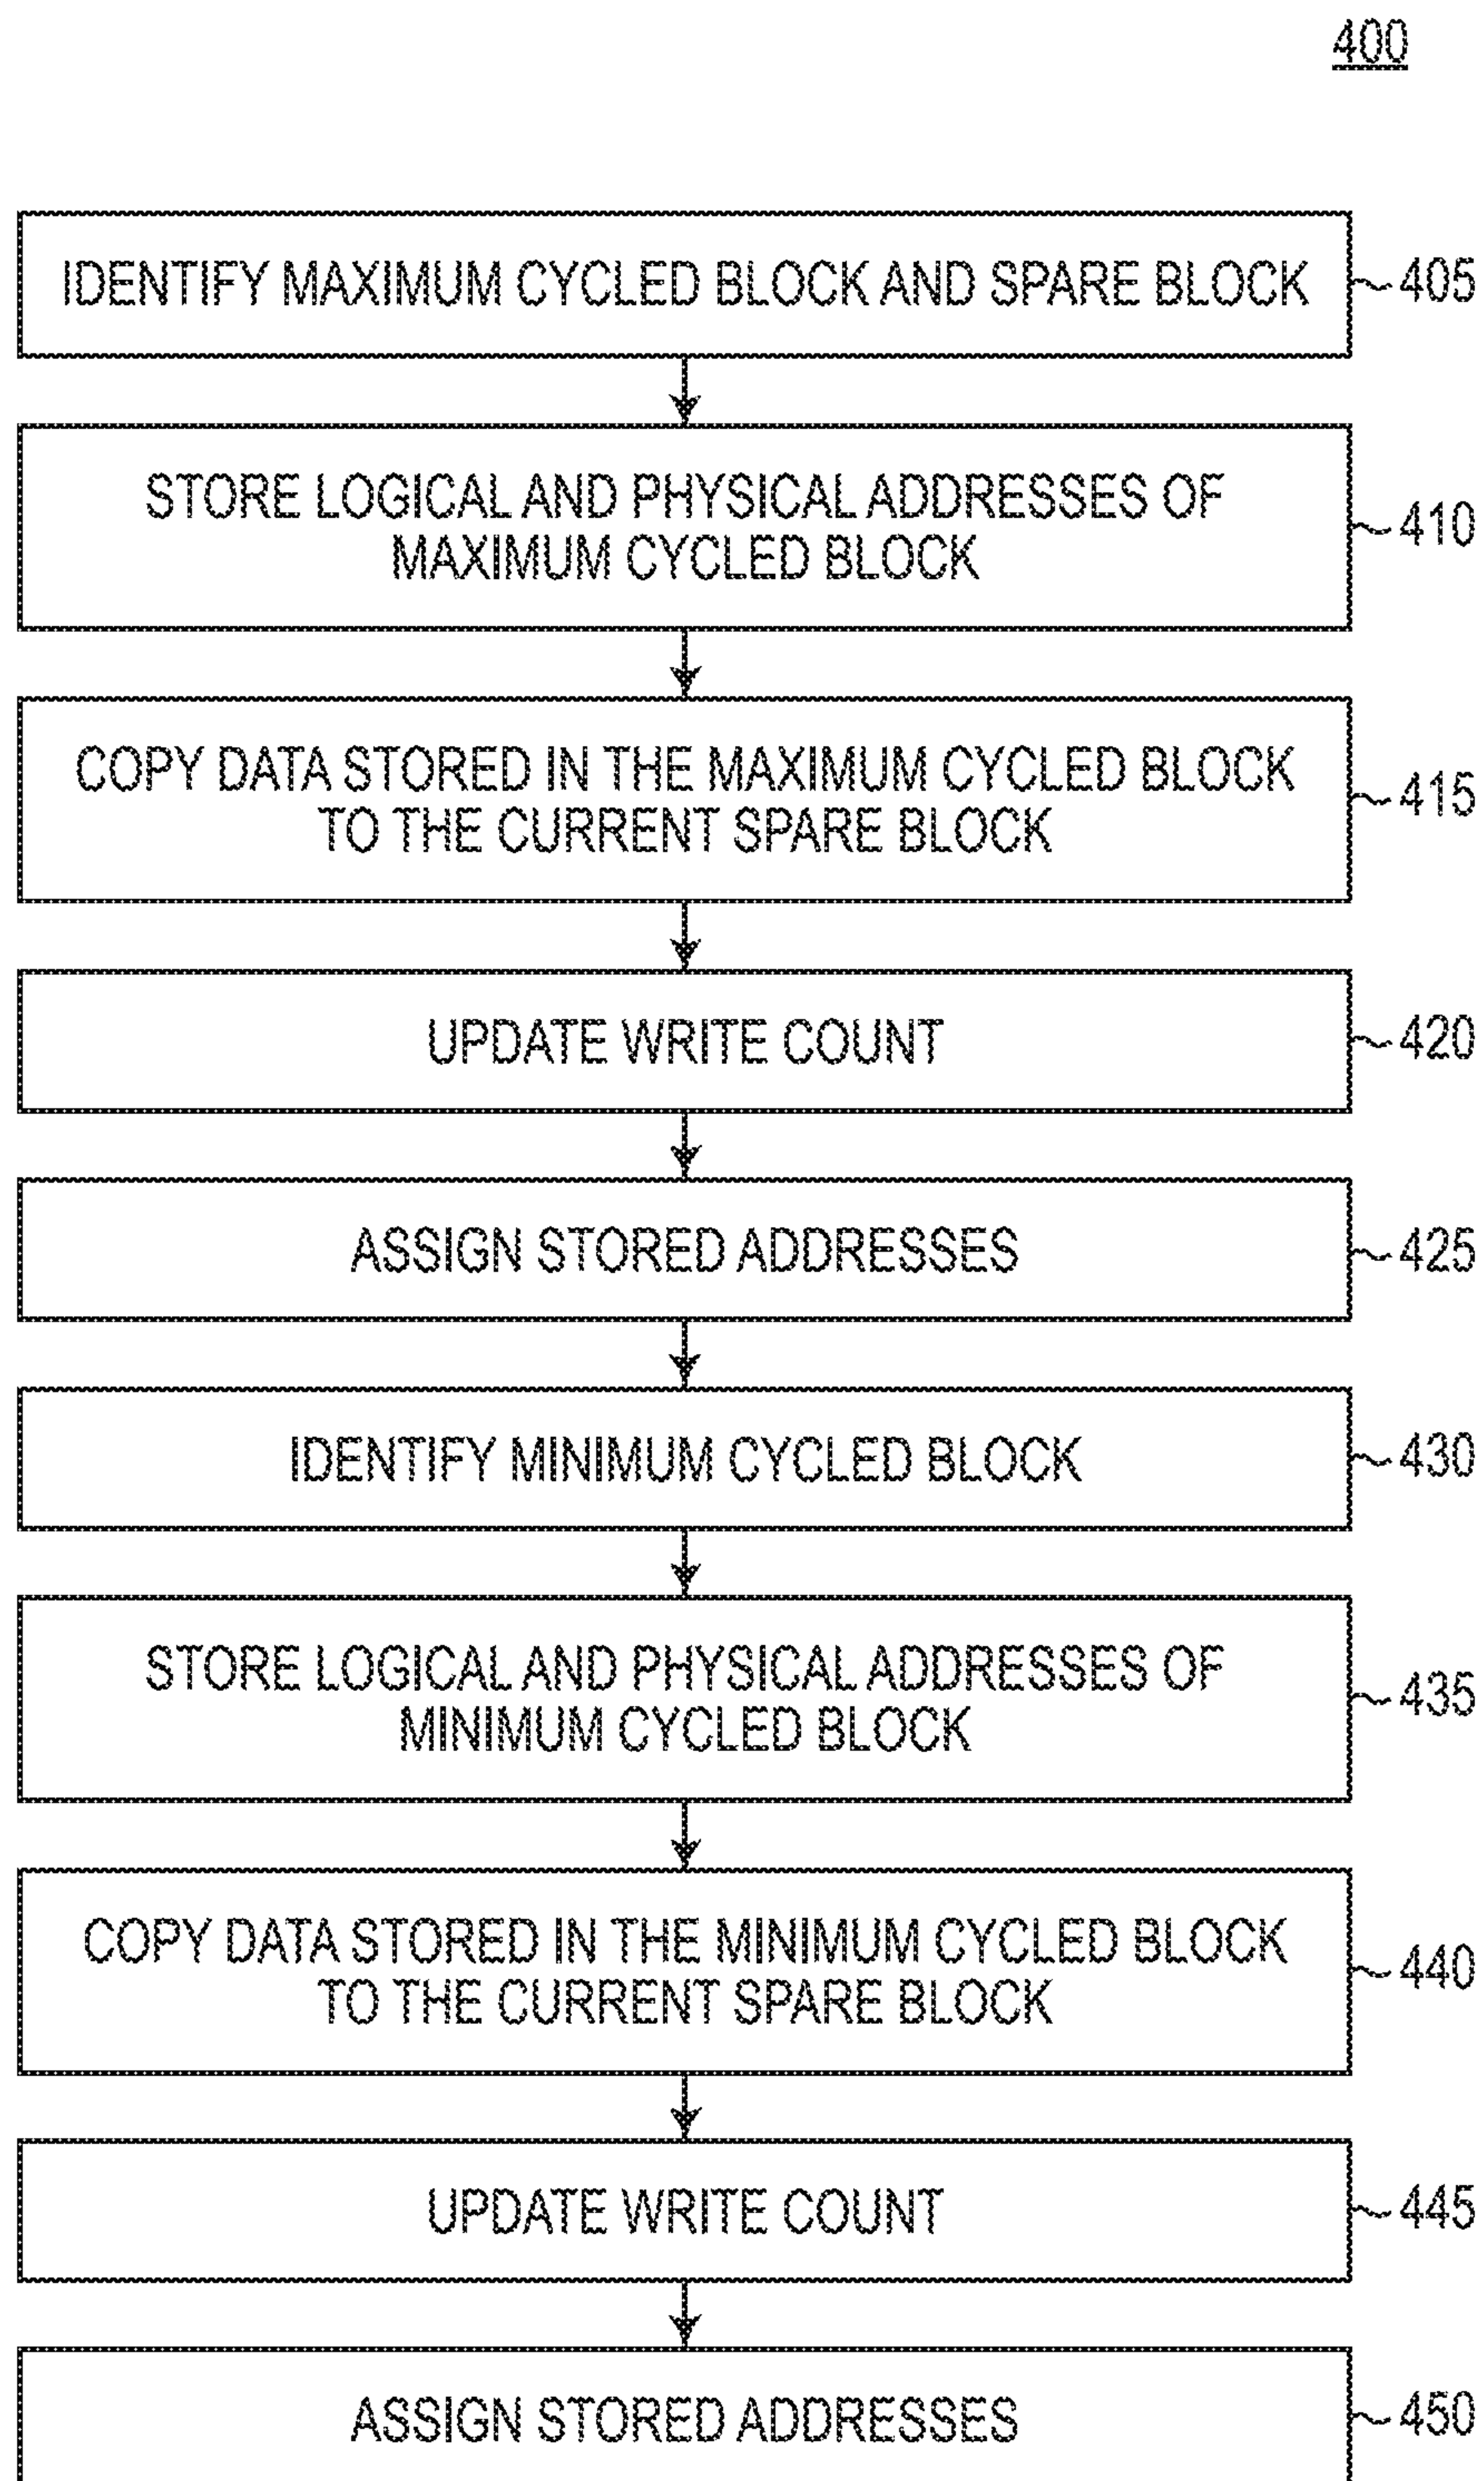 400
IDENTIFY MAXIMUM CYCLED BLOCK AND SPARE BLOCK
405
STORE LOGICAL AND PHYSICAL ADDRESSES OF
MAXIMUM CYCLED BLOCK
410
COPY DATA STORED IN THE MAXIMUM CYCLED BLOCK
TO THE CURRENT SPARE BLOCK
415
UPDATE WRITE COUNT
420
ASSIGN STORED ADDRESSES
425
IDENTIFY MINIMUM CYCLED BLOCK
430
STORE LOGICAL AND PHYSICAL ADDRESSES OF
MINIMUM CYCLED BLOCK
435
COPY DATA STORED IN THE MINIMUM CYCLED BLOCK
TO THE CURRENT SPARE BLOCK
440
UPDATE WRITE COUNT
445
ASSIGN STORED ADDRESSES
450